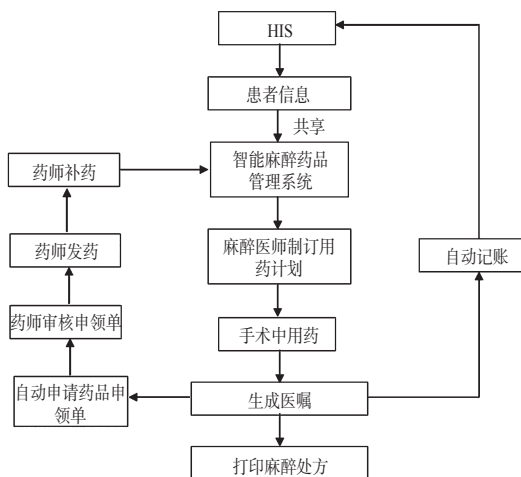 HIS
患者信息
共享
智能麻醉药品
管理系统
麻醉医师制订用
药计划
手术中用药
生成医嘱
打印麻醉处方
药师补药
药师发药
药师审核申领单
自动申请药品申
领单
自动记账